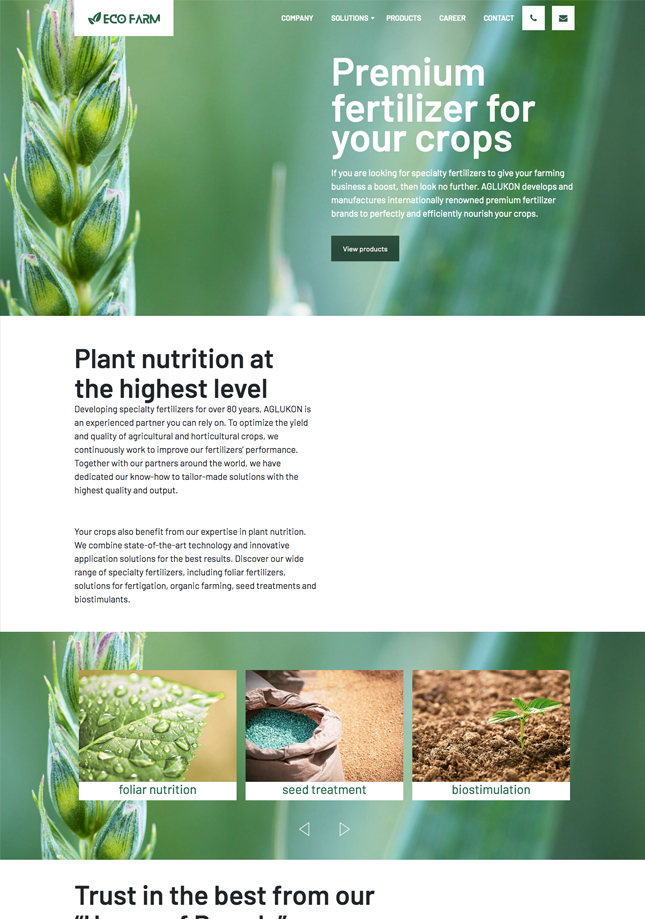 ECO FARM
COMPANY SOLUTIONS PRODUCTS CAREER CONTACT
Premium
fertilizer for
your crops
If you are looking for specialty fertilizers to give your farming
business a boost, then look no further. AGLUKON develops and
manufactures internationally renowned premium fertilizer
brands to perfectly and efficiently nourish your crops.
View products
Plant nutrition at
the highest level
Developing specialty fertilizers for over 80 years, AGLUKON is
an experienced partner you can rely on. To optimize the yield
and quality of agricultural and horticultural crops, we
continuously work to improve our fertilizers' performance.
Together with our partners around the world, we have
dedicated our know-how to tailor-made solutions with the
highest quality and output.
Your crops also benefit from our expertise in plant nutrition.
We combine state-of-the-art technology and innovative
application solutions for the best results. Discover our wide
range of specialty fertilizers, including foliar fertilizers,
solutions for fertigation, organic farming, seed treatments and
biostimulants.
foliar nutrition
seed treatment
biostimulation
Trust in the best from our